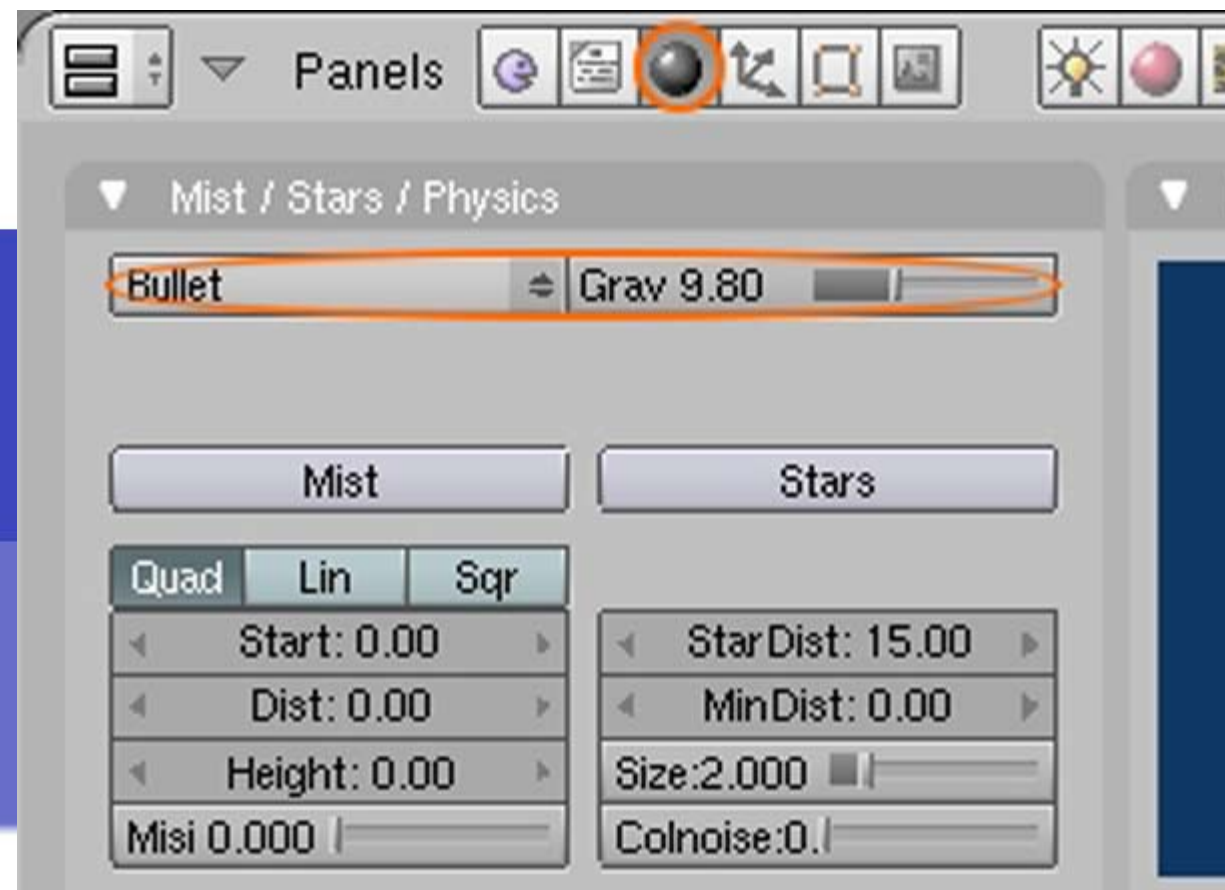 Panels
Mist / Stars / Physics
Bullet Grav 9.80
Mist Stars
Quad Lin Sqr
Start: 0.00 StarDist: 15.00
Dist: 0.00 MinDist: 0.00
Height: 0.00 Size:2.000
Misi 0.000 Colnoise:0.